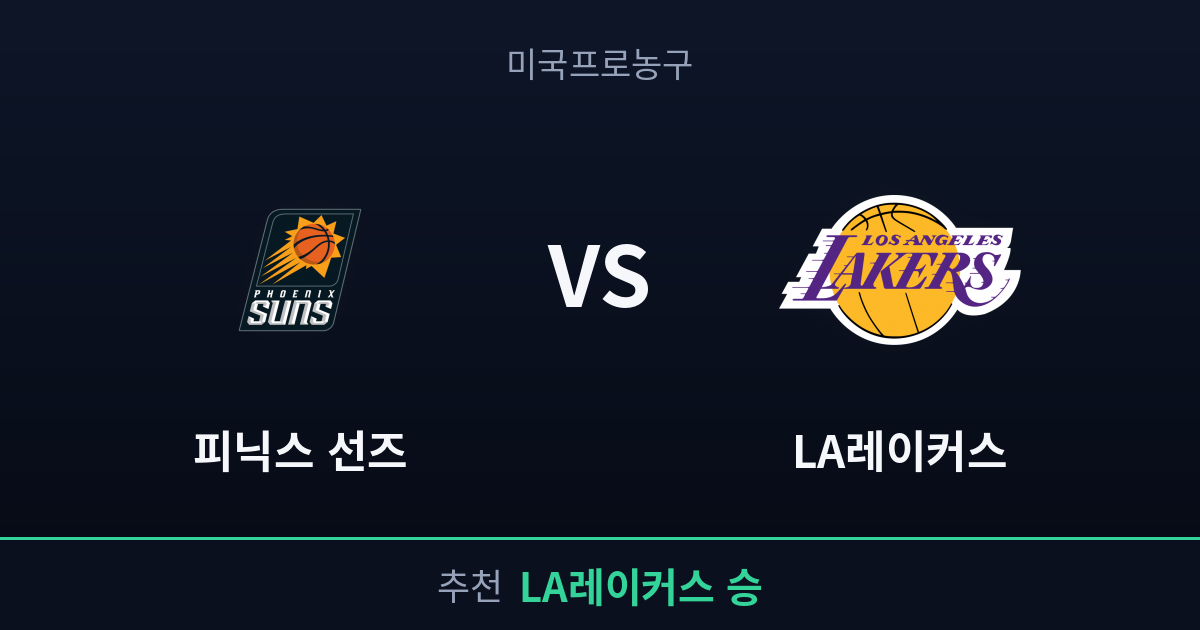 미국프로농구
PHOENIX
SUNS
VS
LOS ANGELES
LAKERS
피닉스 선즈
LA레이커스
추천 LA레이커스 승